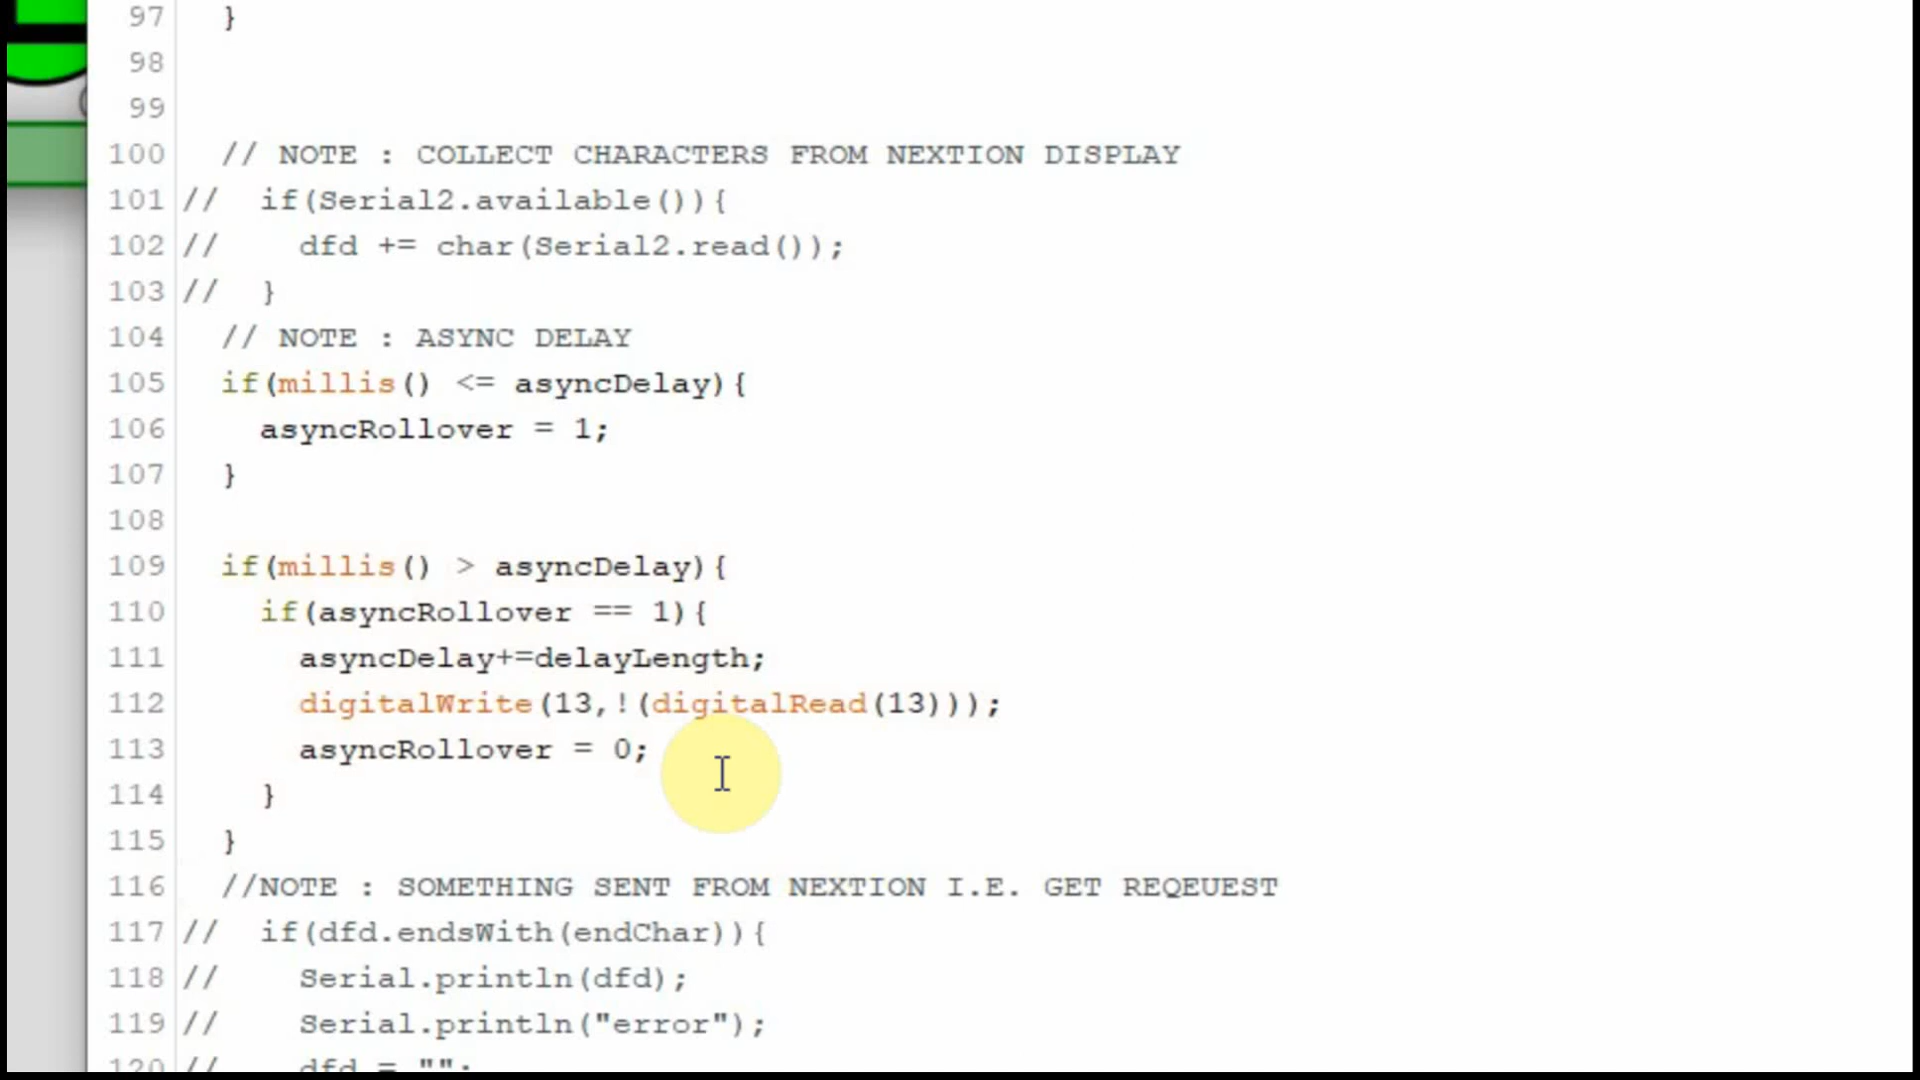 97 }
98
99
100 // NOTE : COLLECT CHARACTERS FROM NEXTION DISPLAY
101 // if(Serial2.available()){
102 // dfd += char(Serial2.read());
103 // }
104 // NOTE : ASYNC DELAY
105 if(millis() <= asyncDelay){
106 asyncRollover = 1;
107 }
108
109 if(millis() > asyncDelay){
110 if(asyncRollover == 1){
111 asyncDelay+=delayLength;
112 digitalWrite(13,!(digitalRead(13)));
113 asyncRollover = 0;
114 }
115 }
116 //NOTE : SOMETHING SENT FROM NEXTION I.E. GET REQEUEST
117 // if(dfd.endsWith(endChar)){
118 // Serial.println(dfd);
119 // Serial.println("error");
120 // dfd = "";